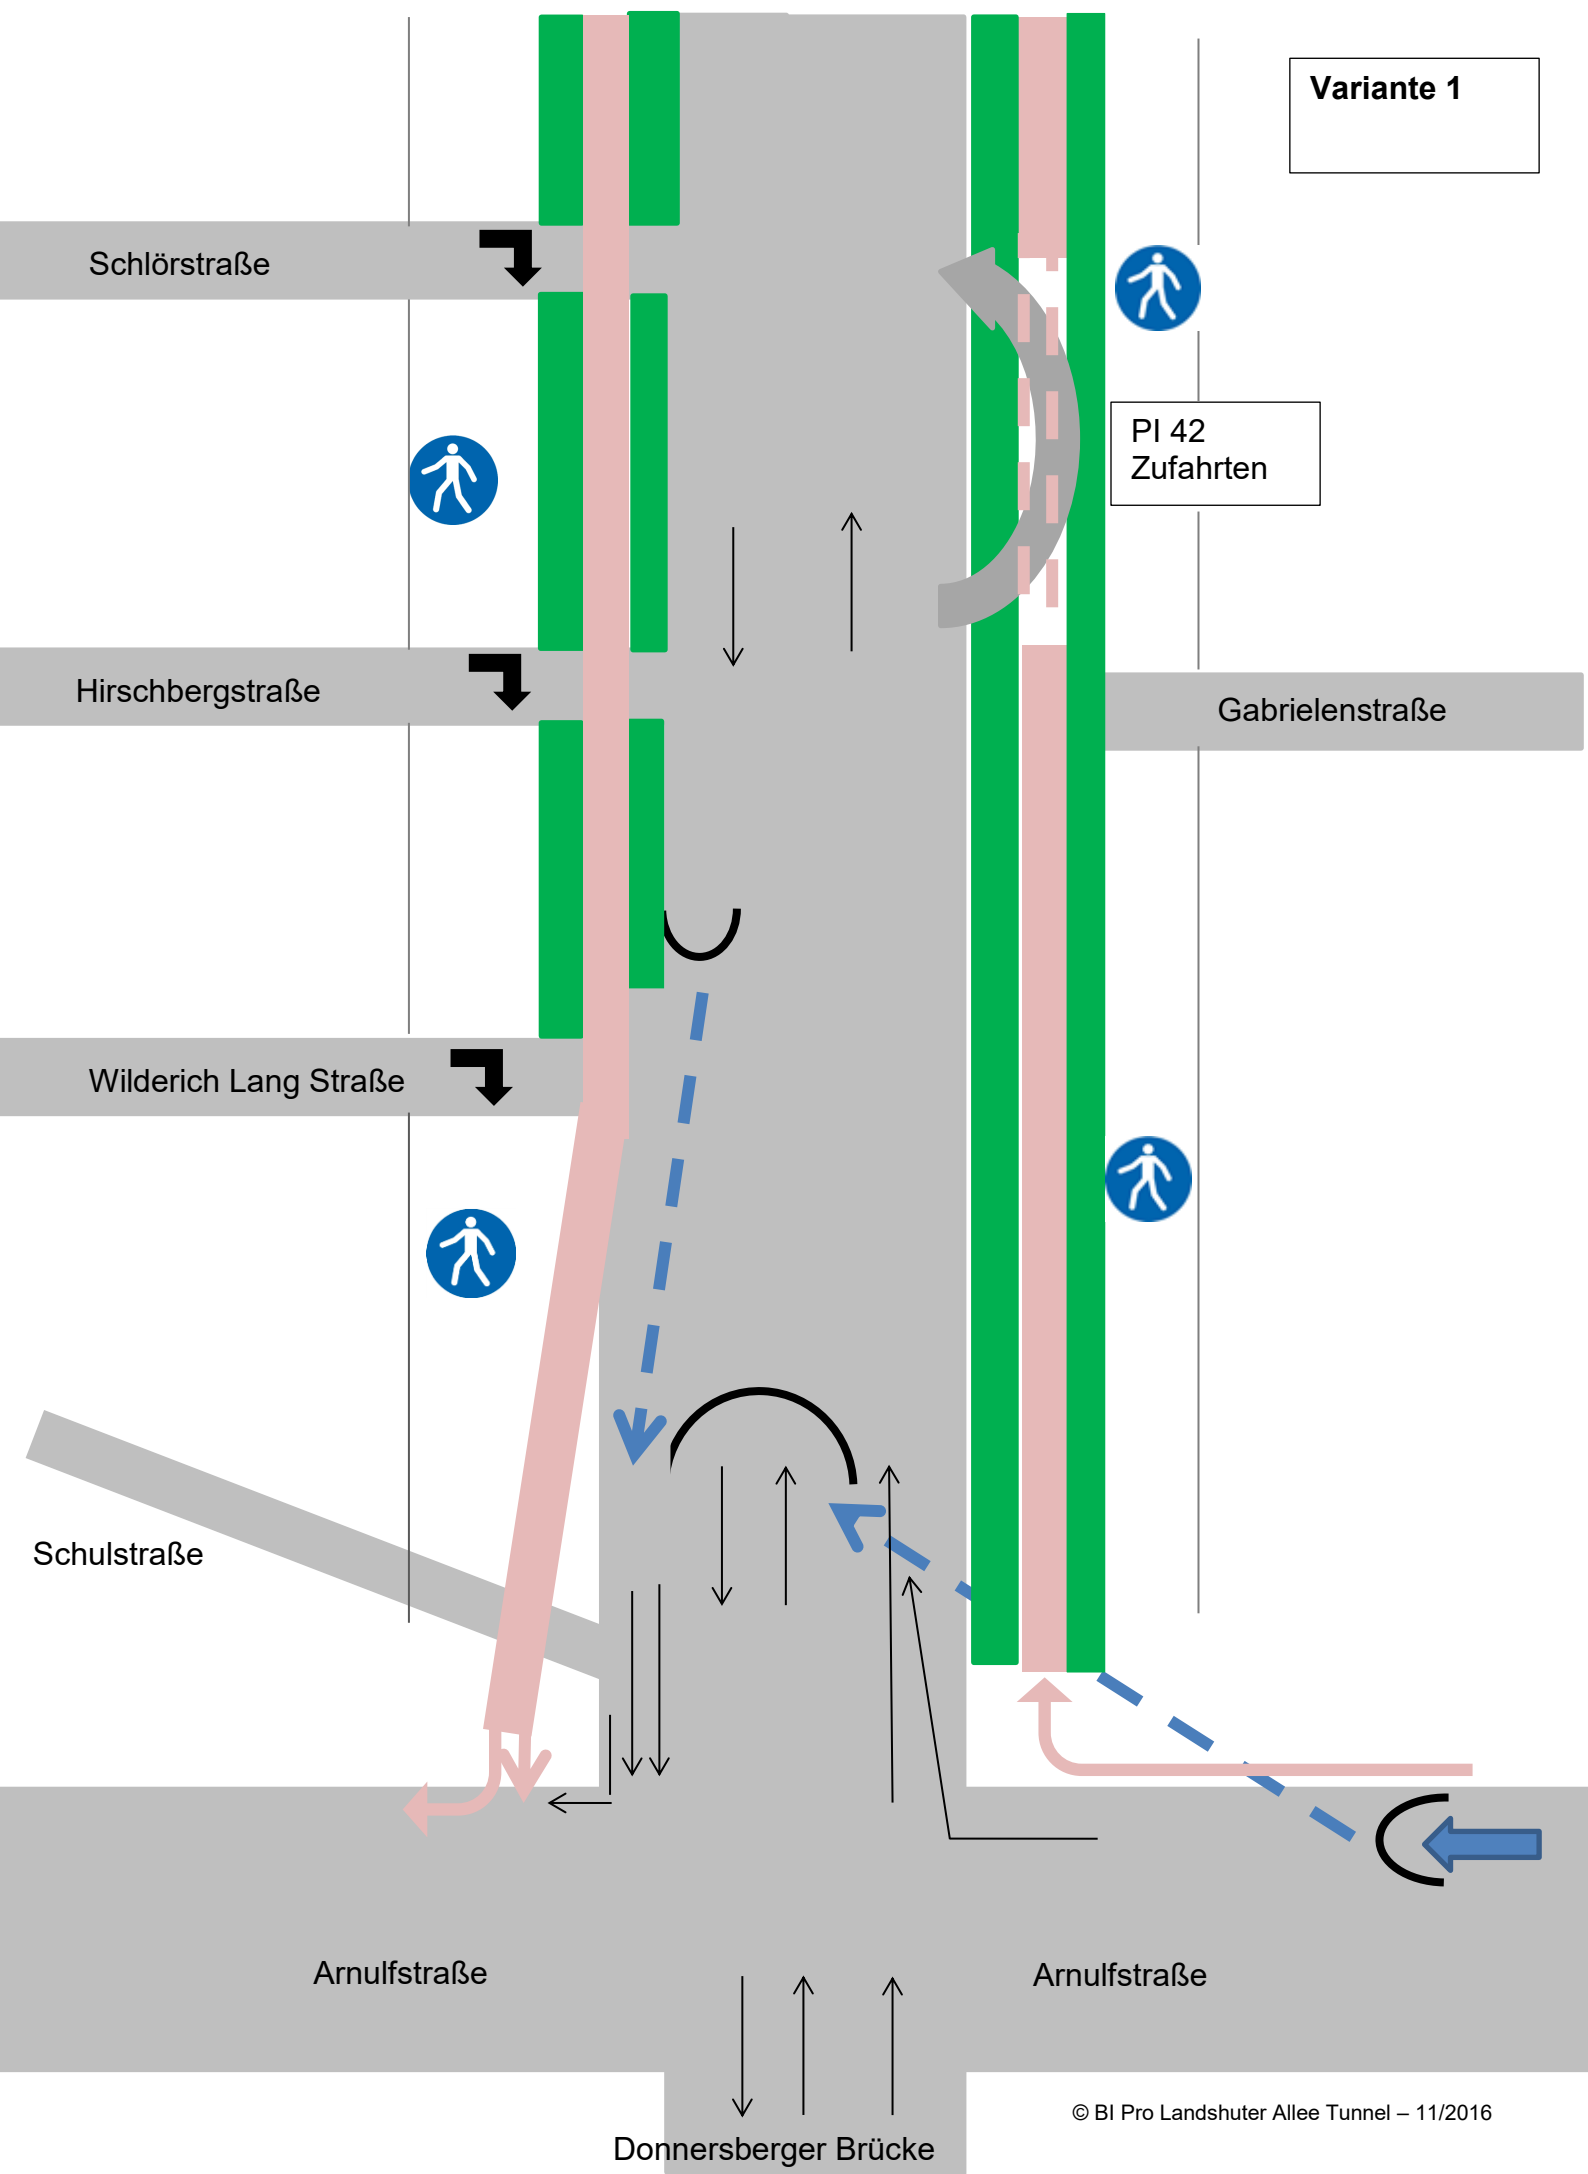 Variante 1
Schlörstraße
PI 42
Zufahrten
Hirschbergstraße
Gabrielenstraße
Wilderich Lang Straße
Schulstraße
Arnulfstraße
Arnulfstraße
© BI Pro Landshuter Allee Tunnel – 11/2016
Donnersberger Brücke